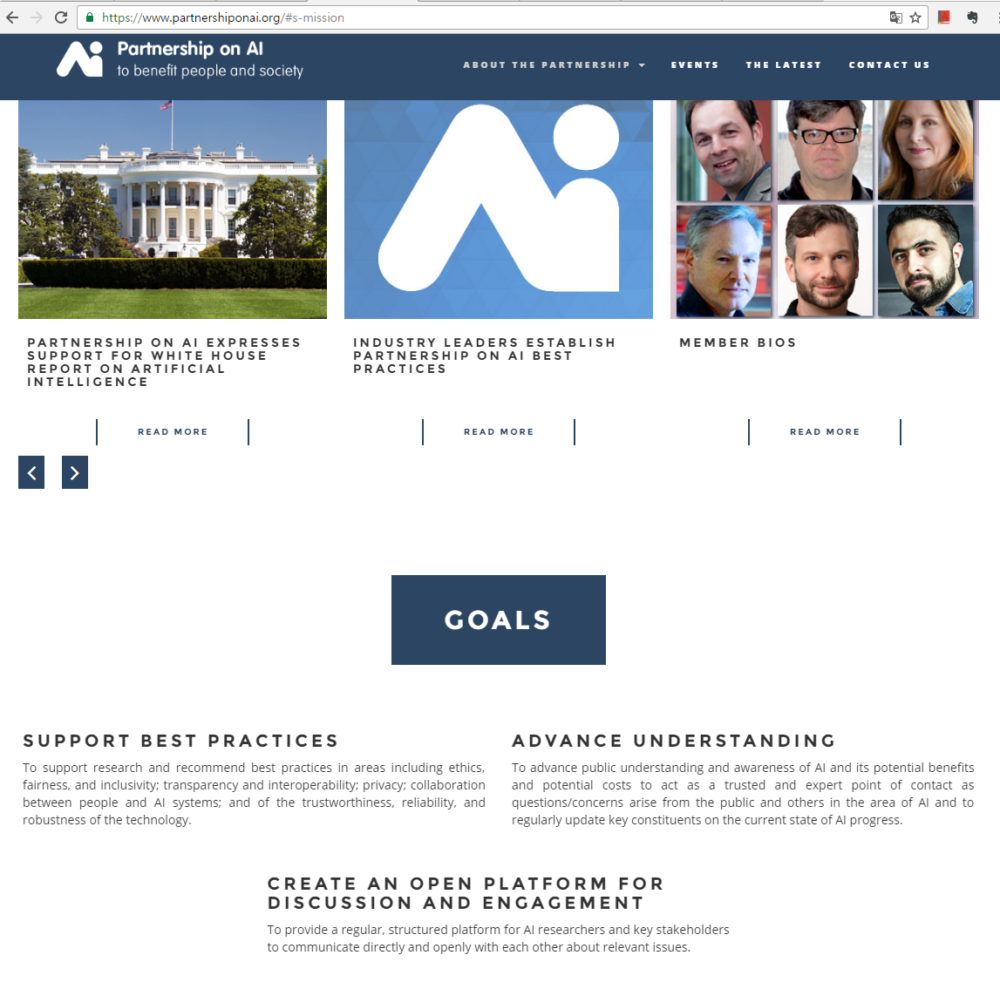 https://www.partnershiponai.org/#s-mission
Partnership on AI
to benefit people and society
ABOUT THE PARTNERSHIP
EVENTS
THE LATEST
CONTACT US
PARTNERSHIP ON AI EXPRESSES
SUPPORT FOR WHITE HOUSE
REPORT ON ARTIFICIAL
INTELLIGENCE
READ MORE
INDUSTRY LEADERS ESTABLISH
PARTNERSHIP ON AI BEST
PRACTICES
READ MORE
MEMBER BIOS
READ MORE
GOALS
SUPPORT BEST PRACTICES
To support research and recommend best practices in areas including ethics,
fairness, and inclusivity; transparency and interoperability; privacy; collaboration
between people and AI systems; and of the trustworthiness, reliability, and
robustness of the technology.
ADVANCE UNDERSTANDING
To advance public understanding and awareness of AI and its potential benefits
and potential costs to act as a trusted and expert point of contact as
questions/concerns arise from the public and others in the area of AI and to
regularly update key constituents on the current state of AI progress.
CREATE AN OPEN PLATFORM FOR
DISCUSSION AND ENGAGEMENT
To provide a regular, structured platform for AI researchers and key stakeholders
to communicate directly and openly with each other about relevant issues.